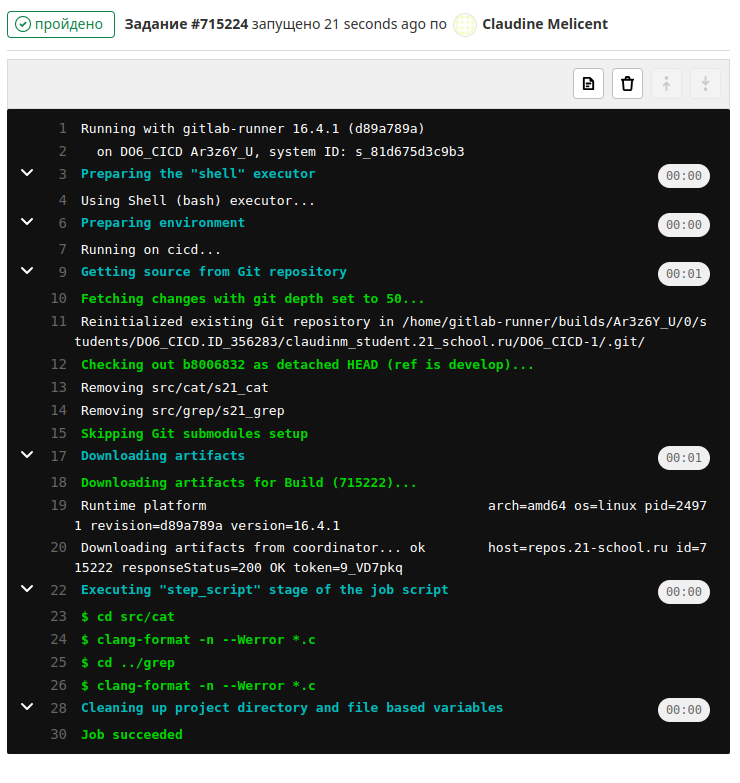 пройдено Задание #715224 запущено 21 seconds ago по Claudine Melicent
1 Running with gitlab-runner 16.4.1 (d89a789a)
2 on DO6_CICD Ar3z6Y_U, system ID: s_81d675d3c9b3
3 Preparing the "shell" executor 00:00
4 Using Shell (bash) executor...
6 Preparing environment 00:00
7 Running on cicd...
9 Getting source from Git repository 00:01
10 Fetching changes with git depth set to 50...
11 Reinitialized existing Git repository in /home/gitlab-runner/builds/Ar3z6Y_U/0/s
tudents/DO6_CICD.ID_356283/claudinm_student.21_school.ru/DO6_CICD-1/.git/
12 Checking out b8006832 as detached HEAD (ref is develop)...
13 Removing src/cat/s21_cat
14 Removing src/grep/s21_grep
15 Skipping Git submodules setup
17 Downloading artifacts 00:01
18 Downloading artifacts for Build (715222)...
19 Runtime platform arch=amd64 os=linux pid=2497
1 revision=d89a789a version=16.4.1
20 Downloading artifacts from coordinator... ok host=repos.21-school.ru id=7
15222 responseStatus=200 OK token=9_VD7pkq
22 Executing "step_script" stage of the job script 00:00
23 $ cd src/cat
24 $ clang-format -n --Werror *.c
25 $ cd ../grep
26 $ clang-format -n --Werror *.c
28 Cleaning up project directory and file based variables 00:00
30 Job succeeded